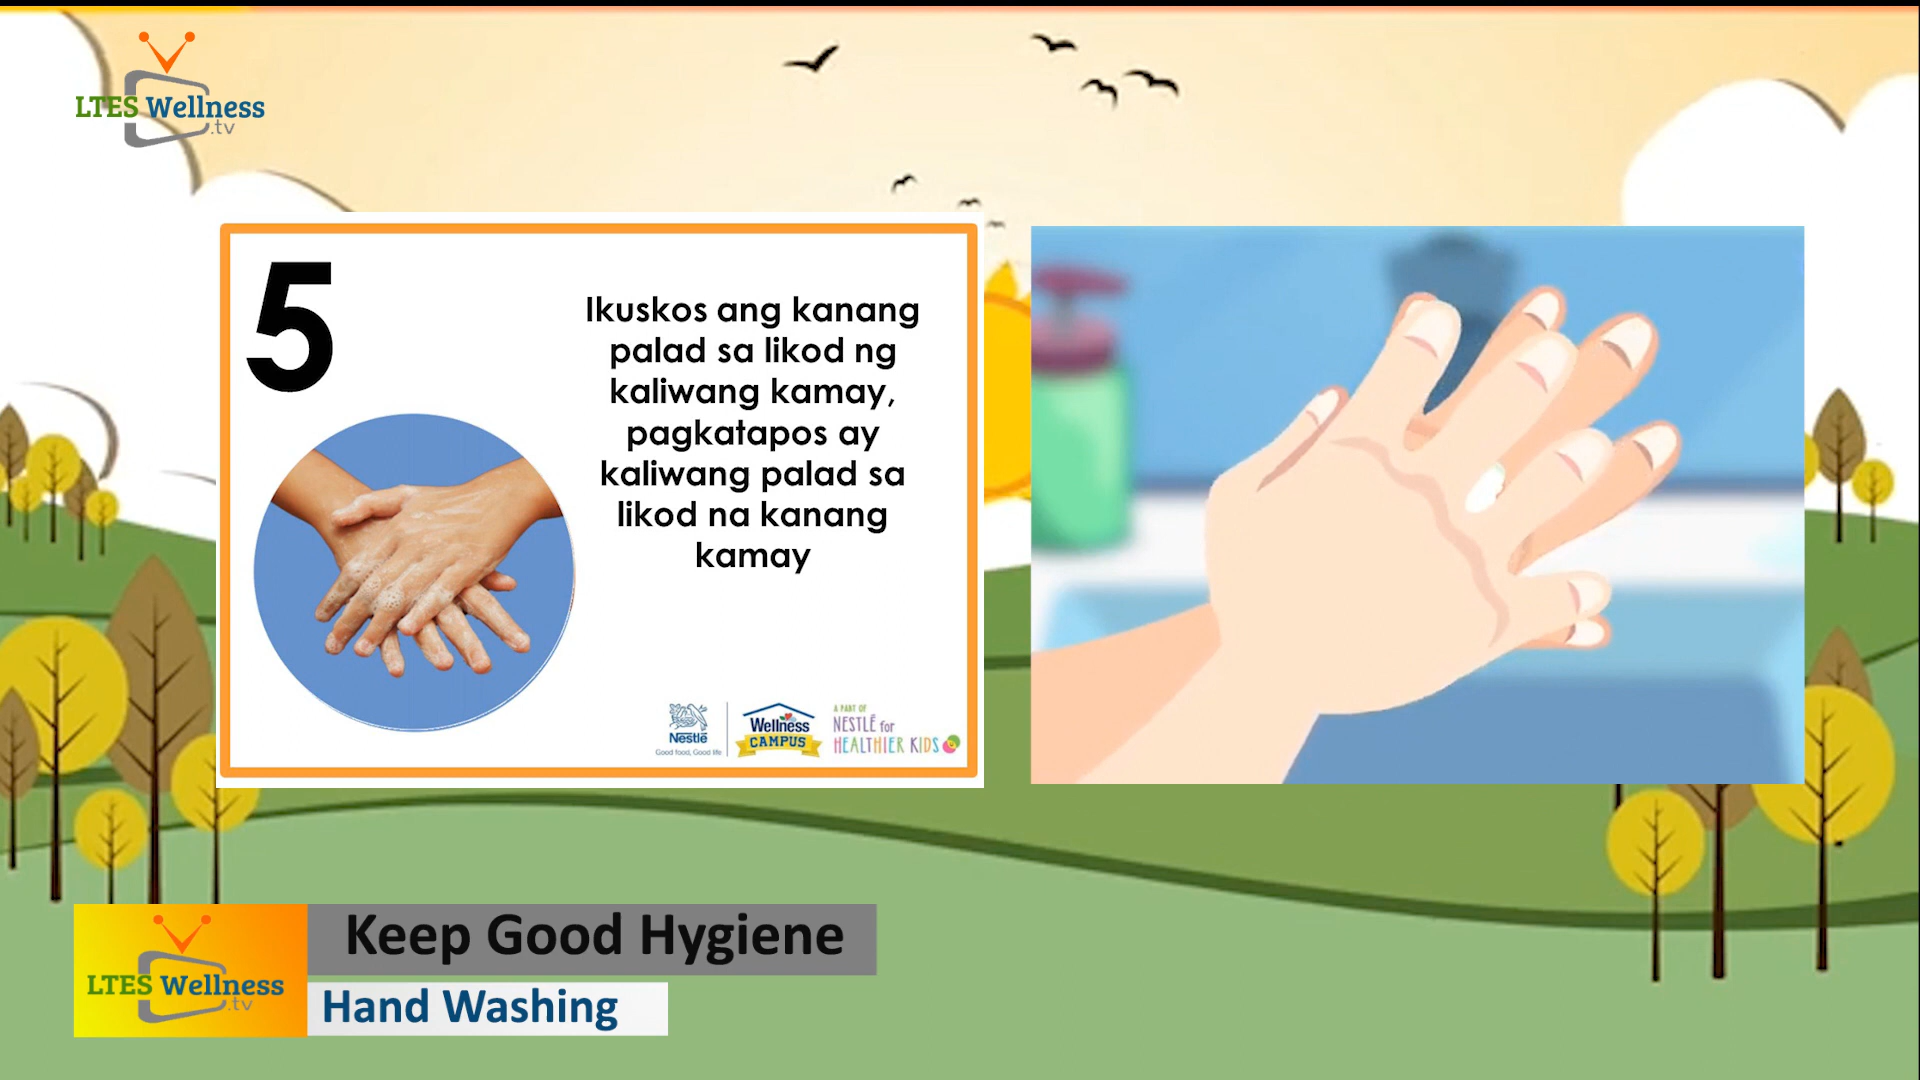 LTES Wellness
.tv
5
Ikuskos ang kanang
palad sa likod ng
kaliwang kamay,
pagkatapos ay
kaliwang palad sa
likod na kanang
kamay
Nestlé
Good food, Good life
Wellness
CAMPUS
A PART OF
NESTLÉ for
HEALTHIER KIDS
Keep Good Hygiene
LTES Wellness
.tv
Hand Washing